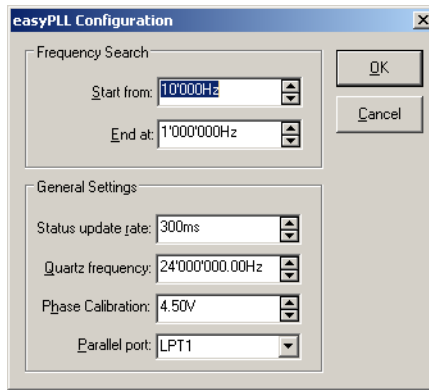 easyPLL Configuration
Frequency Search
Start from: 10'000Hz
End at: 1'000'000Hz
OK
Cancel
General Settings
Status update rate: 300ms
Quartz frequency: 24'000'000.00Hz
Phase Calibration: 4.50V
Parallel port: LPT1